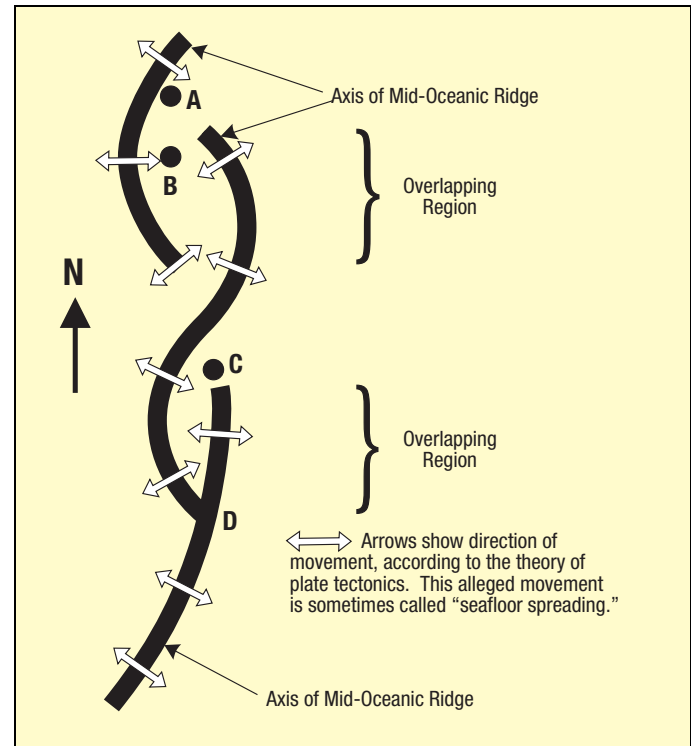 A
Axis of Mid-Oceanic Ridge
B
Overlapping
Region
N
C
Overlapping
Region
D
Arrows show direction of
movement, according to the theory of
plate tectonics.  This alleged movement
is sometimes called “seafloor spreading.”
Axis of Mid-Oceanic Ridge